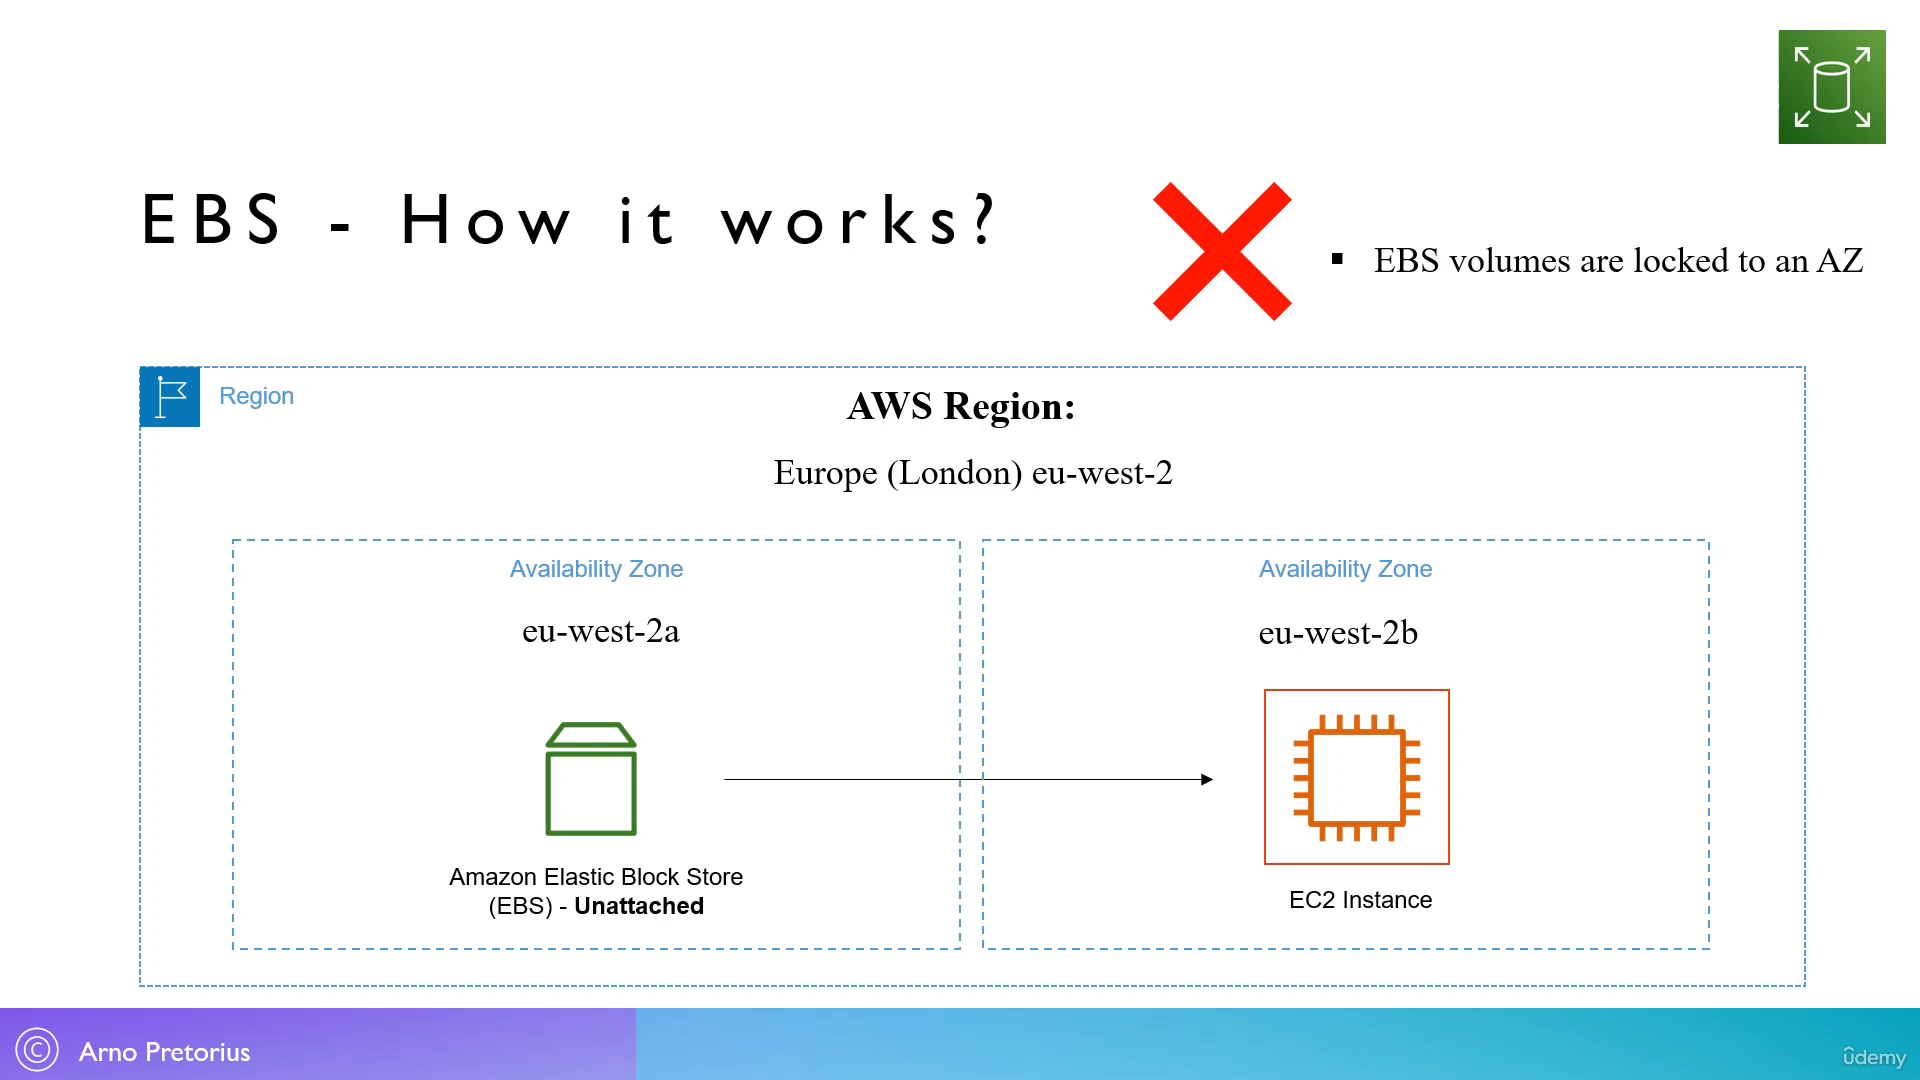 EBS - How it works?
▪ EBS volumes are locked to an AZ
Region
AWS Region:
Europe (London) eu-west-2
Availability Zone
eu-west-2a
Amazon Elastic Block Store
(EBS) - Unattached
Availability Zone
eu-west-2b
EC2 Instance
© Arno Pretorius
ûdemy